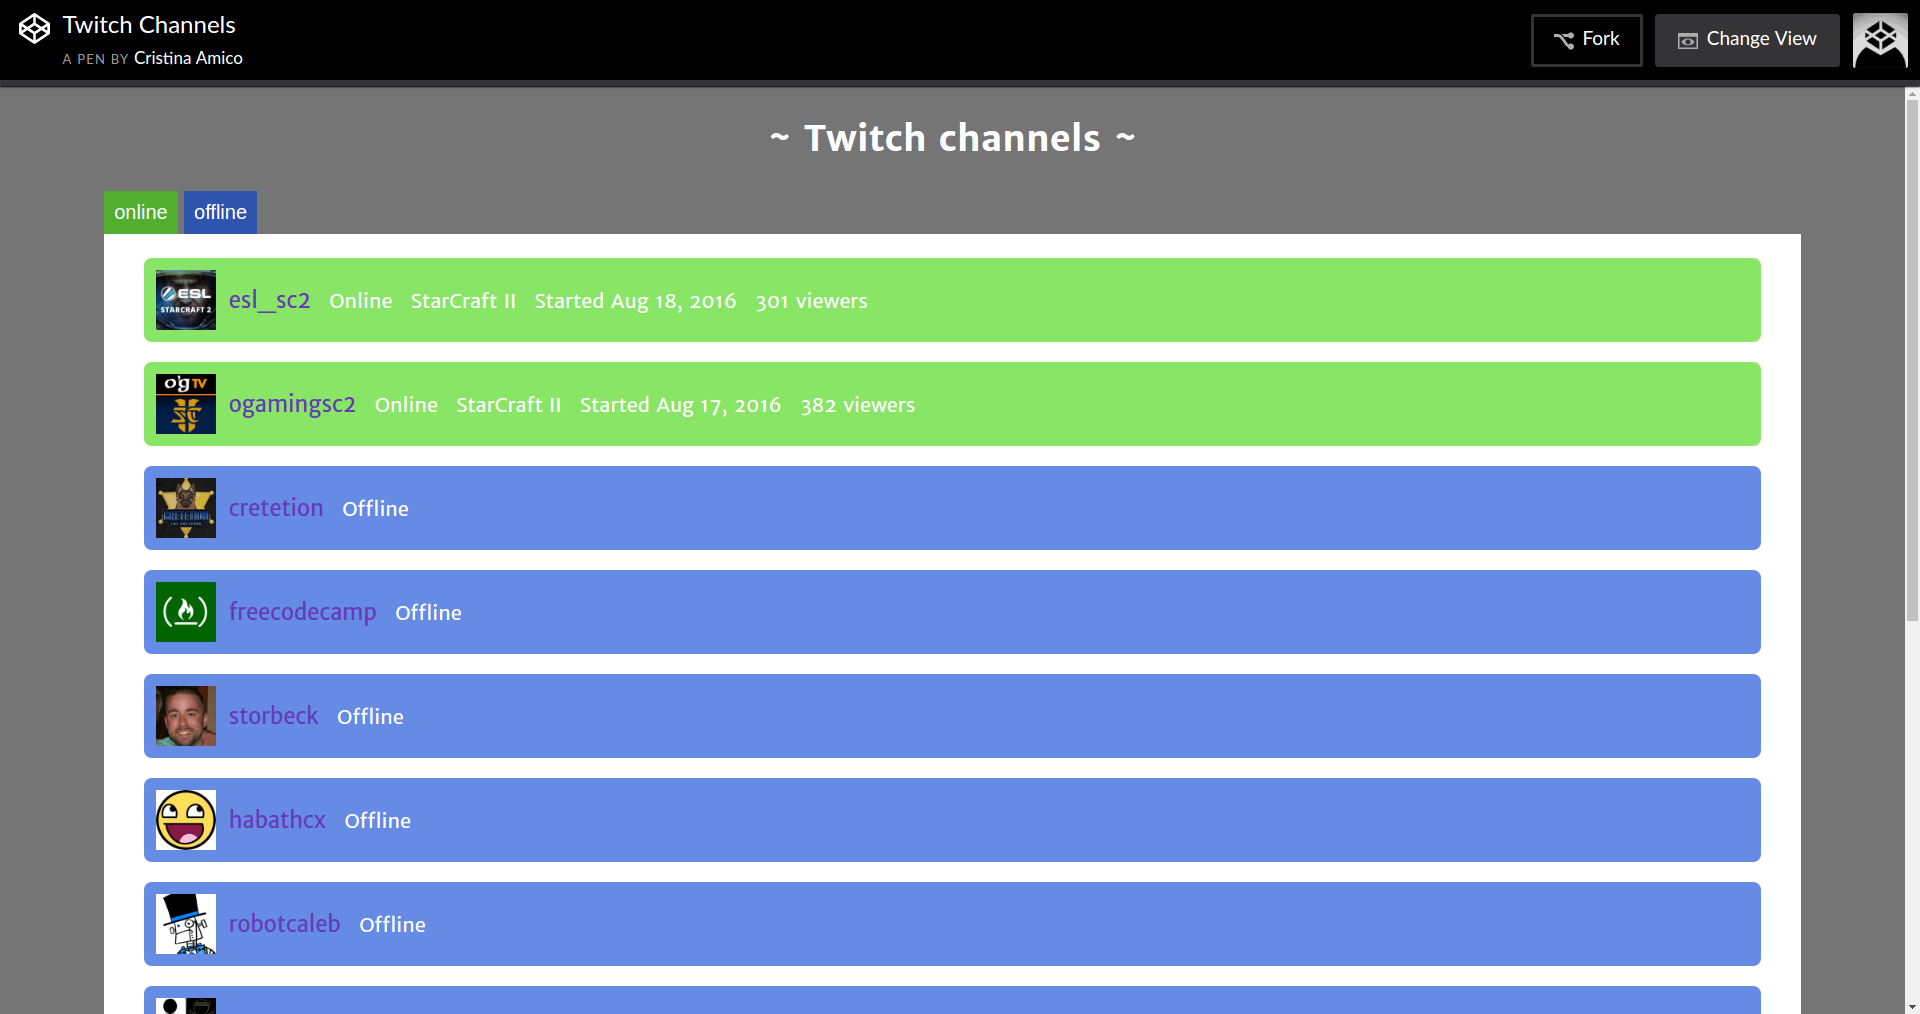 Twitch Channels
A PEN BY Cristina Amico
Fork
Change View
~ Twitch channels ~
online
offline
ESL
STARCRAFT 2
esl_sc2 Online StarCraft II Started Aug 18, 2016 301 viewers
O'G TV
ogamingsc2 Online StarCraft II Started Aug 17, 2016 382 viewers
CRETETION
cretetion Offline
freecodecamp Offline
storbeck Offline
habathcx Offline
robotcaleb Offline